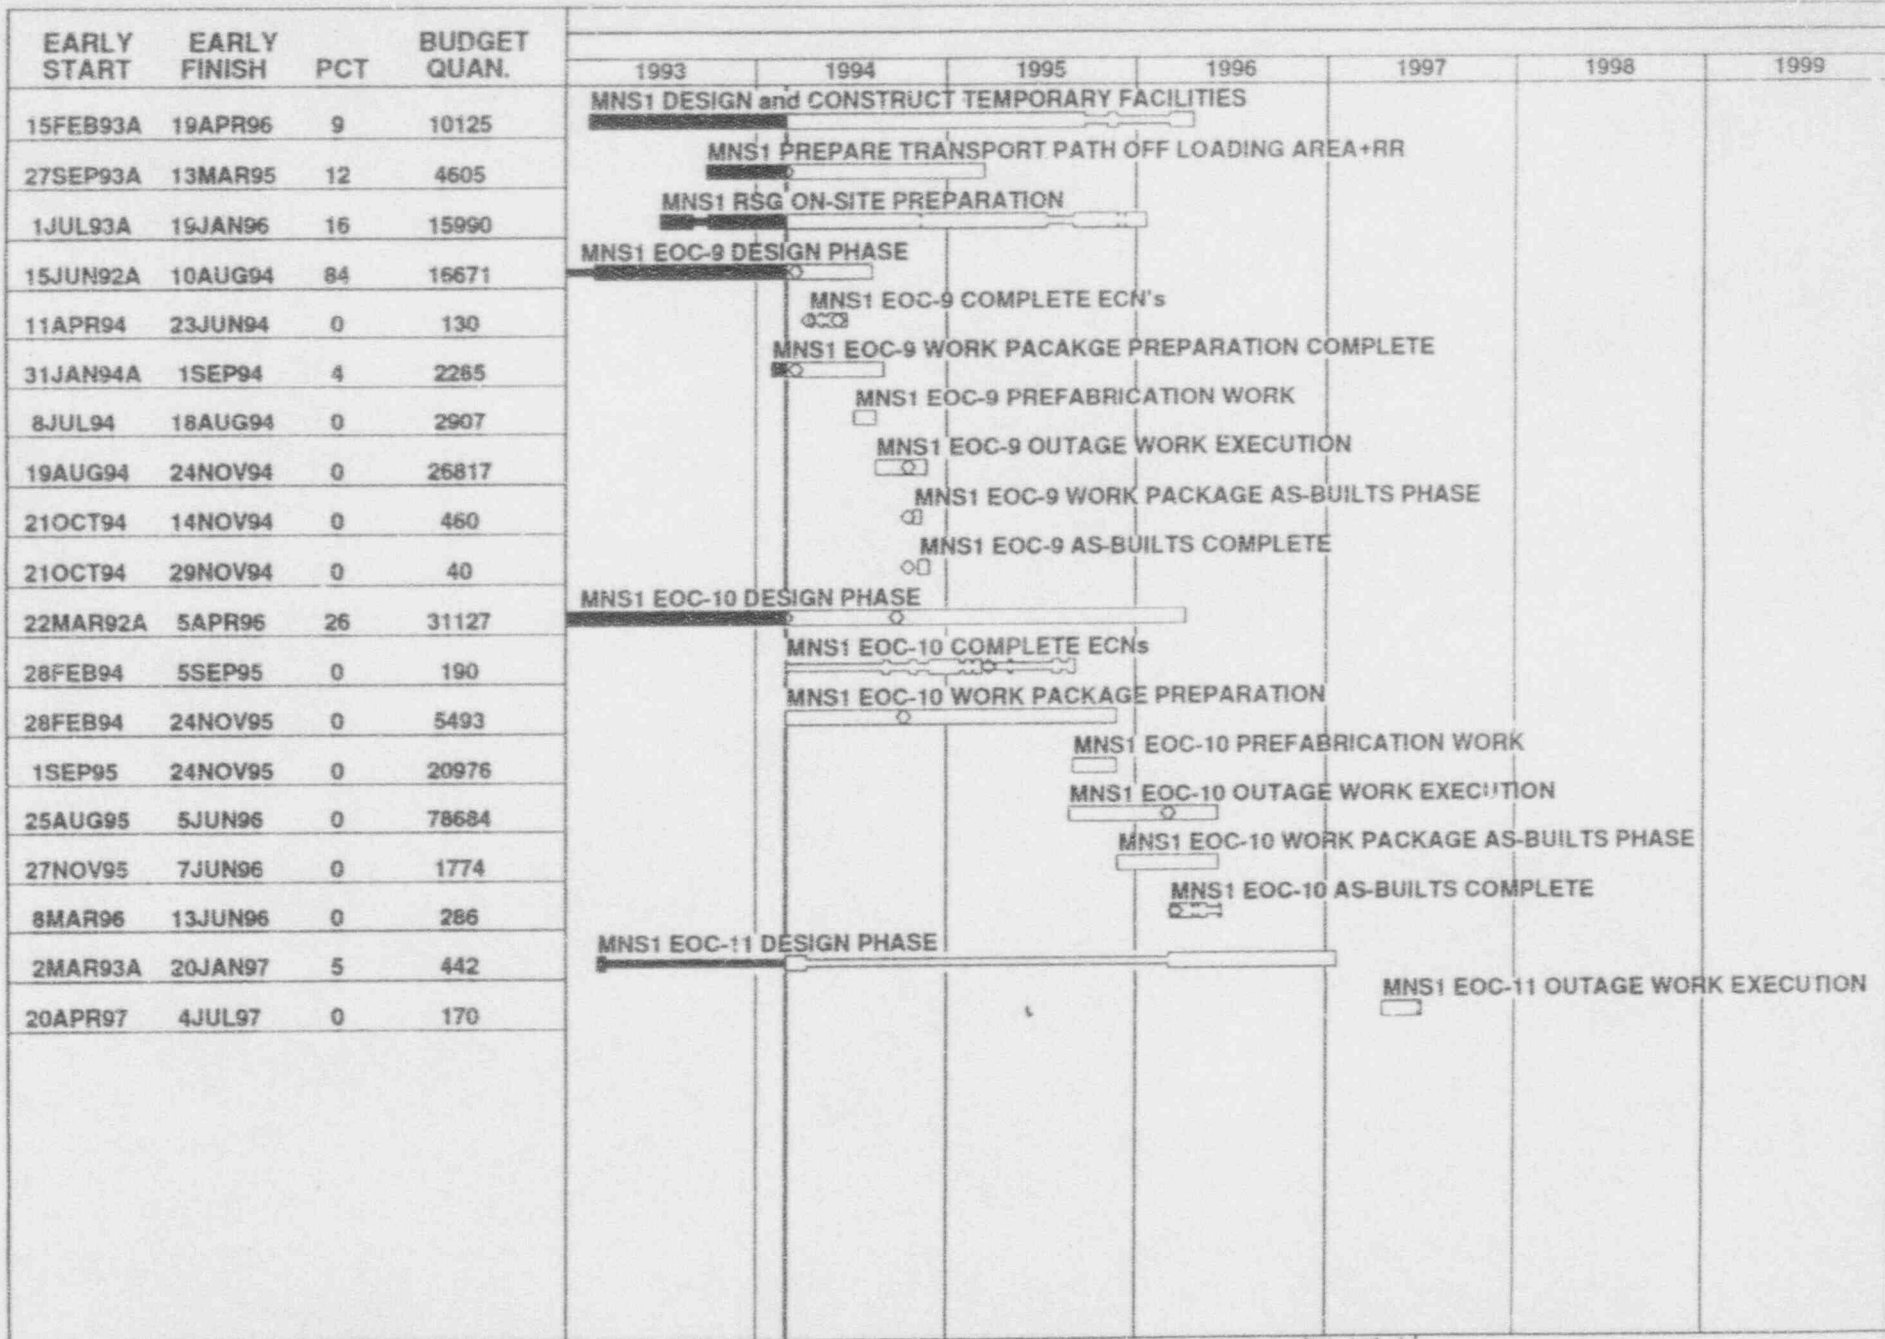 EARLY EARLY BUDGET
START FINISH PCT QUAN.
1993 1994 1995 1996 1997 1998 1999
MNS1 DESIGN and CONSTRUCT TEMPORARY FACILITIES
15FEB93A 19APR96 9 10125
MNS1 PREPARE TRANSPORT PATH OFF LOADING AREA+RR
27SEP93A 13MAR95 12 4605
MNS1 RSG ON-SITE PREPARATION
1JUL93A 19JAN96 16 15990
MNS1 EOC-9 DESIGN PHASE
15JUN92A 10AUG94 84 16671
MNS1 EOC-9 COMPLETE ECN's
11APR94 23JUN94 0 130
MNS1 EOC-9 WORK PACAKGE PREPARATION COMPLETE
31JAN94A 1SEP94 4 2265
MNS1 EOC-9 PREFABRICATION WORK
8JUL94 18AUG94 0 2907
MNS1 EOC-9 OUTAGE WORK EXECUTION
19AUG94 24NOV94 0 26817
MNS1 EOC-9 WORK PACKAGE AS-BUILTS PHASE
21OCT94 14NOV94 0 460
MNS1 EOC-9 AS-BUILTS COMPLETE
21OCT94 29NOV94 0 40
MNS1 EOC-10 DESIGN PHASE
22MAR92A 5APR96 26 31127
MNS1 EOC-10 COMPLETE ECNs
28FEB94 5SEP95 0 190
MNS1 EOC-10 WORK PACKAGE PREPARATION
28FEB94 24NOV95 0 5493
MNS1 EOC-10 PREFABRICATION WORK
1SEP95 24NOV95 0 20976
MNS1 EOC-10 OUTAGE WORK EXECUTION
25AUG95 5JUN96 0 78684
MNS1 EOC-10 WORK PACKAGE AS-BUILTS PHASE
27NOV95 7JUN96 0 1774
MNS1 EOC-10 AS-BUILTS COMPLETE
8MAR96 13JUN96 0 286
MNS1 EOC-11 DESIGN PHASE
2MAR93A 20JAN97 5 442
MNS1 EOC-11 OUTAGE WORK EXECUTION
20APR97 4JUL97 0 170